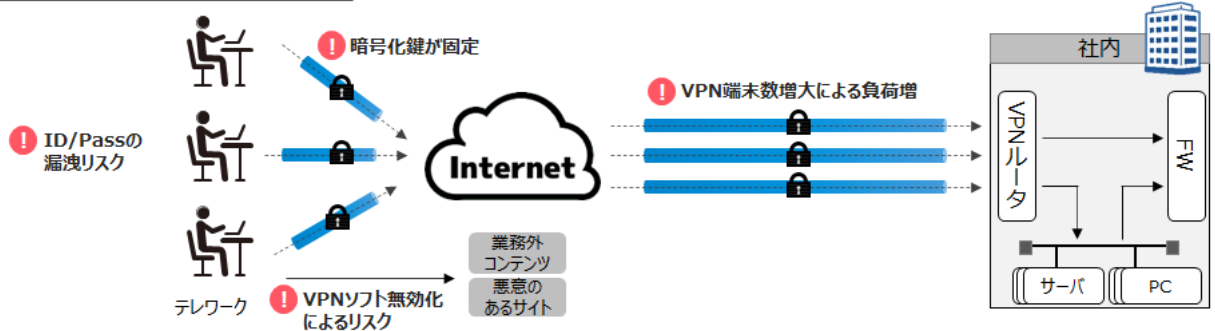 暗号化鍵が固定
社内
VPN端末数増大による負荷増
ID/Passの
漏洩リスク
Internet
VPNルータ
FW
業務外
コンテンツ
悪意の
あるサイト
サーバ
PC
テレワーク
VPNソフト無効化
によるリスク